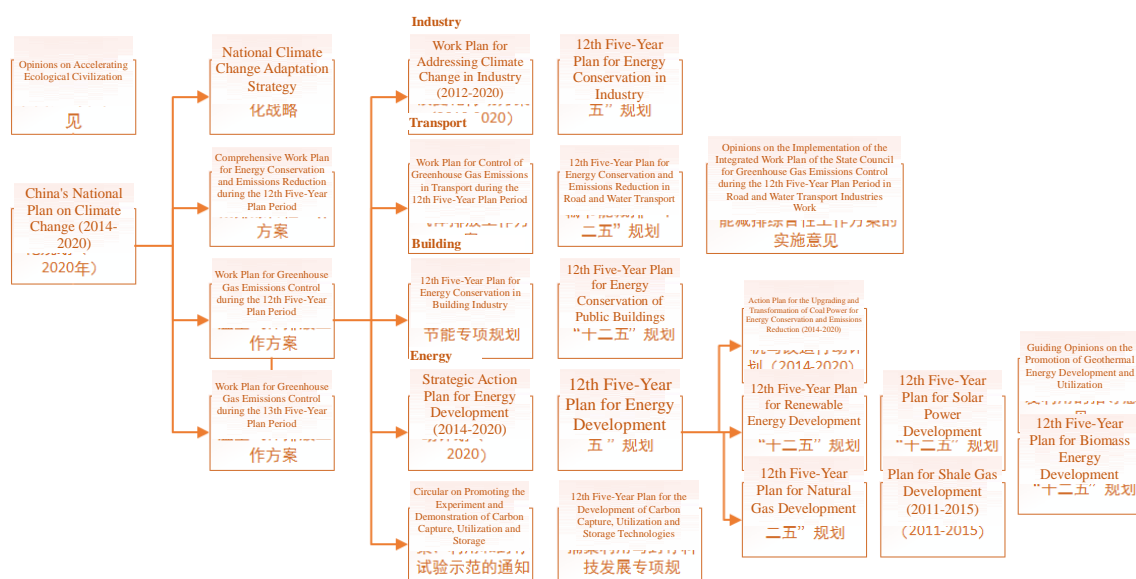 Industry
Opinions on Accelerating
Ecological Civilization
见
National Climate
Change Adaptation
Strategy
化战略
Work Plan for
Addressing Climate
Change in Industry
(2012-2020)
020）
12th Five-Year
Plan for Energy
Conservation in
Industry
五”规划
Transport
China's National
Plan on Climate
Change (2014-
2020)
2020年）
Comprehensive Work Plan
for Energy Conservation
and Emissions Reduction
during the 12th Five-Year
Plan Period
方案
Work Plan for Control of
Greenhouse Gas Emissions
in Transport during the
12th Five-Year Plan Period
12th Five-Year Plan for
Energy Conservation and
Emissions Reduction in
Road and Water Transport
二五”规划
Opinions on the Implementation of the
Integrated Work Plan of the State Council
for Greenhouse Gas Emissions Control
during the 12th Five-Year Plan Period in
Road and Water Transport Industries
Work
能减排综合性工作方案的
实施意见
Building
Work Plan for Greenhouse
Gas Emissions Control
during the 12th Five-Year
Plan Period
作方案
12th Five-Year Plan for
Energy Conservation in
Building Industry
节能专项规划
12th Five-Year Plan
for Energy
Conservation of
Public Buildings
“十二五”规划
Action Plan for the Upgrading and
Transformation of Coal Power for
Energy Conservation and Emissions
Reduction (2014-2020)
划（2014-2020）
Guiding Opinions on the
Promotion of Geothermal
Energy Development and
Utilization
Energy
Work Plan for Greenhouse
Gas Emissions Control
during the 13th Five-Year
Plan Period
作方案
Strategic Action
Plan for Energy
Development
(2014-2020)
2020）
12th Five-Year
Plan for Energy
Development
五”规划
12th Five-Year Plan
for Renewable
Energy Development
“十二五”规划
12th Five-Year
Plan for Solar
Power
Development
“十二五”规划
12th Five-Year
Plan for Biomass
Energy
Development
“十二五”规划
12th Five-Year
Plan for Natural
Gas Development
二五”规划
Plan for Shale Gas
Development
(2011-2015)
（2011-2015）
Circular on Promoting the
Experiment and
Demonstration of Carbon
Capture, Utilization and
Storage
试验示范的通知
12th Five-Year Plan for the
Development of Carbon
Capture, Utilization and
Storage Technologies
技发展专项规